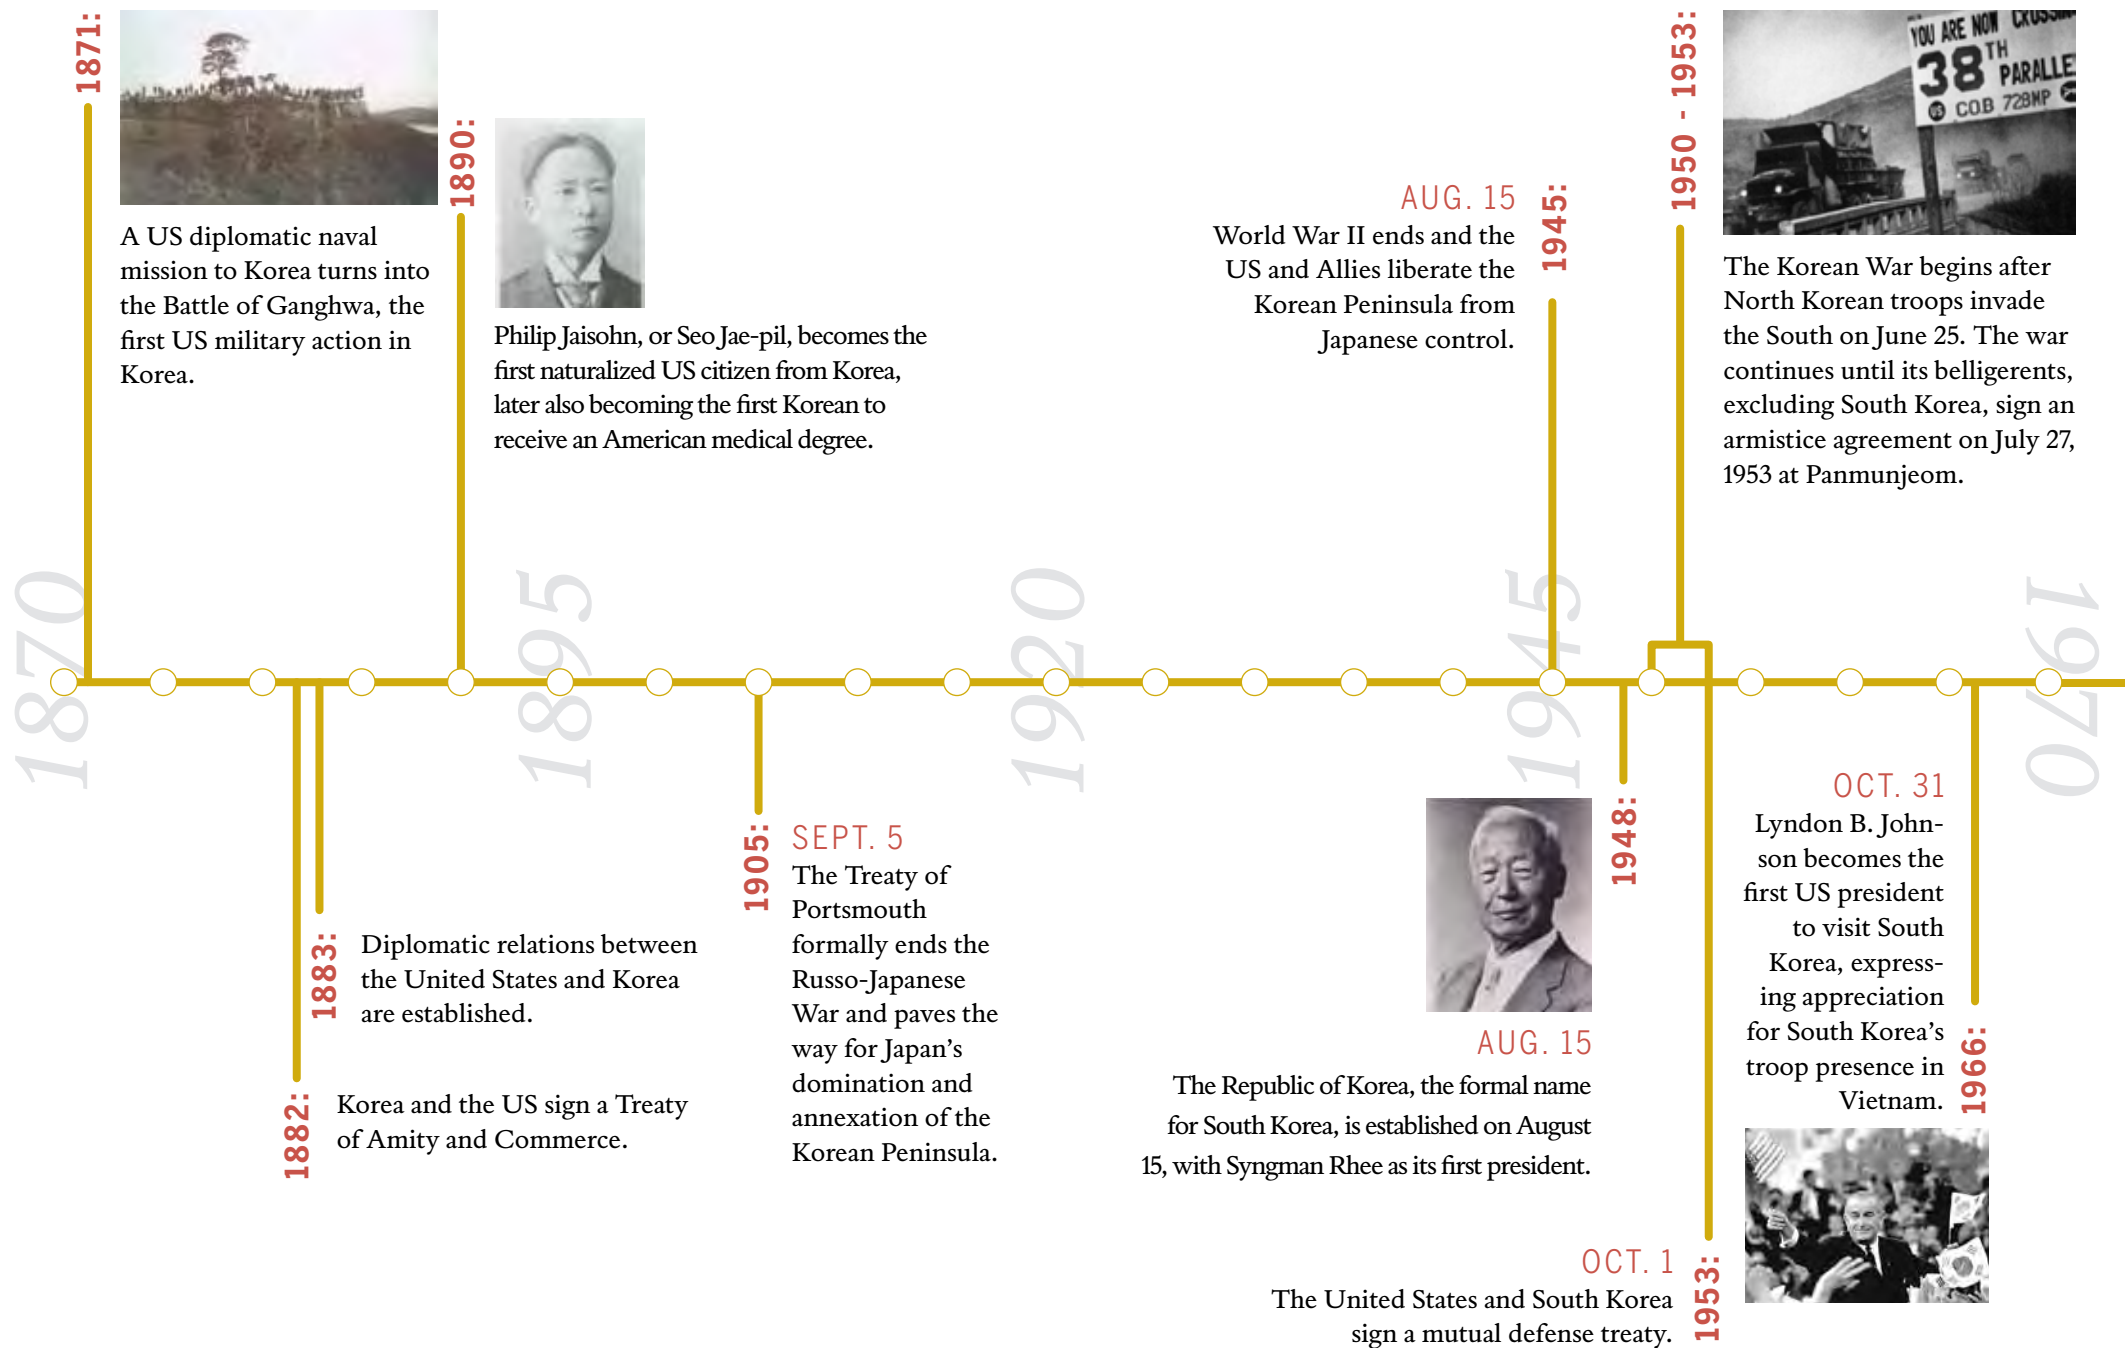 1871:
A US diplomatic naval
mission to Korea turns into
the Battle of Ganghwa, the
first US military action in
Korea.
1890:
Philip Jaisohn, or Seo Jae-pil, becomes the
first naturalized US citizen from Korea,
later also becoming the first Korean to
receive an American medical degree.
AUG. 15
1945:
World War II ends and the
US and Allies liberate the
Korean Peninsula from
Japanese control.
1950 - 1953:
YOU ARE NOW CROSSIN
38TH
PARALLE
US COB 728MP
The Korean War begins after
North Korean troops invade
the South on June 25. The war
continues until its belligerents,
excluding South Korea, sign an
armistice agreement on July 27,
1953 at Panmunjeom.
1870
1895
1920
1945
1970
1883:
Diplomatic relations between
the United States and Korea
are established.
1882:
Korea and the US sign a Treaty
of Amity and Commerce.
1905:
SEPT. 5
The Treaty of
Portsmouth
formally ends the
Russo-Japanese
War and paves the
way for Japan's
domination and
annexation of the
Korean Peninsula.
1948:
AUG. 15
The Republic of Korea, the formal name
for South Korea, is established on August
15, with Syngman Rhee as its first president.
OCT. 1
1953:
The United States and South Korea
sign a mutual defense treaty.
OCT. 31
Lyndon B. John-
son becomes the
first US president
to visit South
Korea, express-
ing appreciation
for South Korea's
troop presence in
Vietnam.
1966: